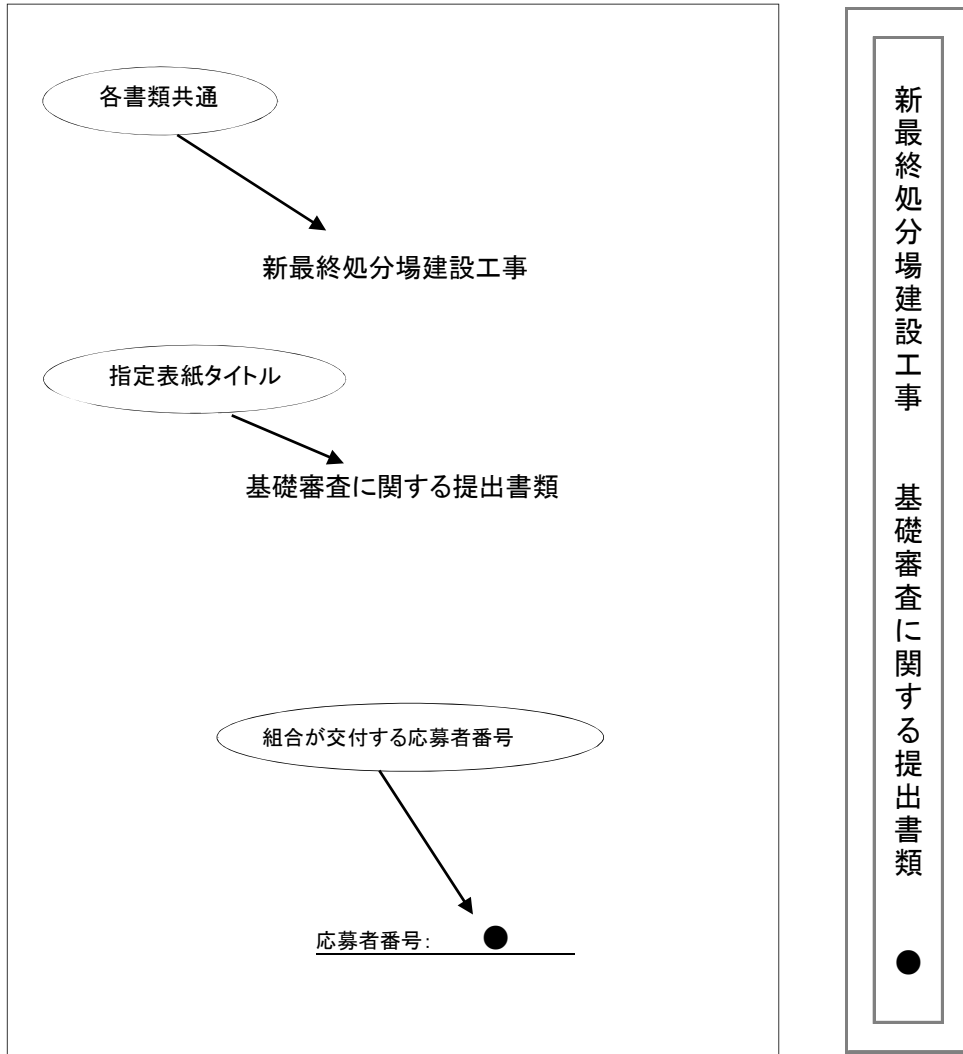 各書類共通
新最終処分場建設工事
指定表紙タイトル
基礎審査に関する提出書類
組合が交付する応募者番号
応募者番号： ●
新最終処分場建設工事　基礎審査に関する提出書類　●